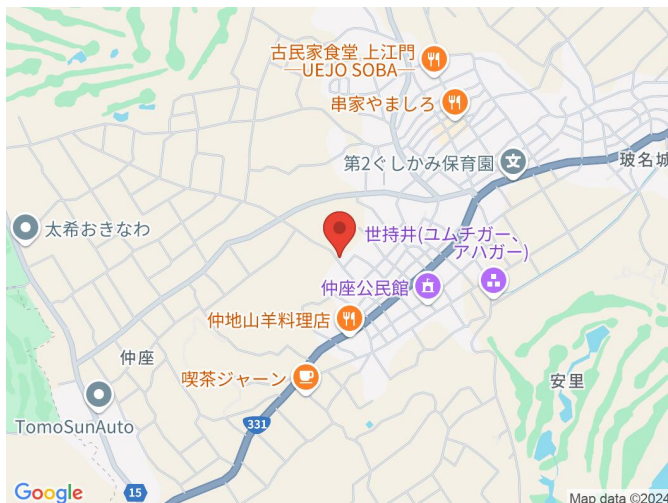 古民家食堂 上江門
―UEJO SOBA―
串家やましろ
第2ぐしかみ保育園
玻名城
太希おきなわ
世持井(ユムチガー、
アハガー)
仲座公民館
仲地山羊料理店
仲座
喫茶ジャーン
安里
TomoSunAuto
331
15
Google
Map data ©2024